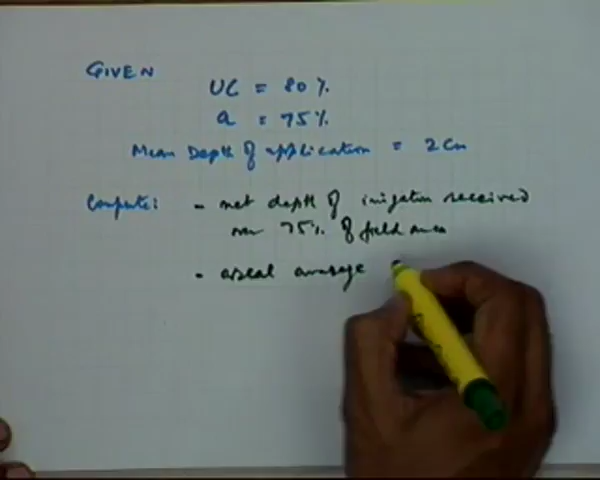 GIVEN
UC = 80%
a = 75%
Mean Depth of application = 2 cm
Compute: - net depth of irrigation received
over 75% of field area
- areal average